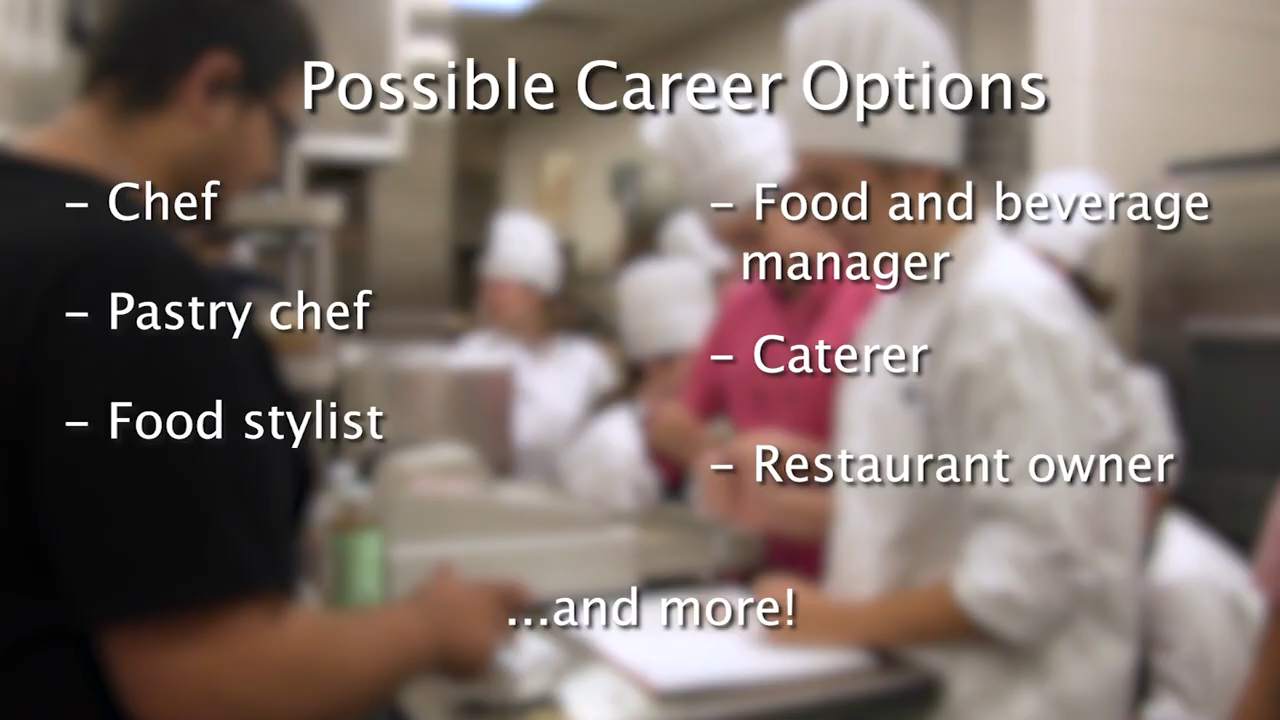 Possible Career Options
– Chef
– Pastry chef
– Food stylist
– Food and beverage
manager
– Caterer
– Restaurant owner
...and more!